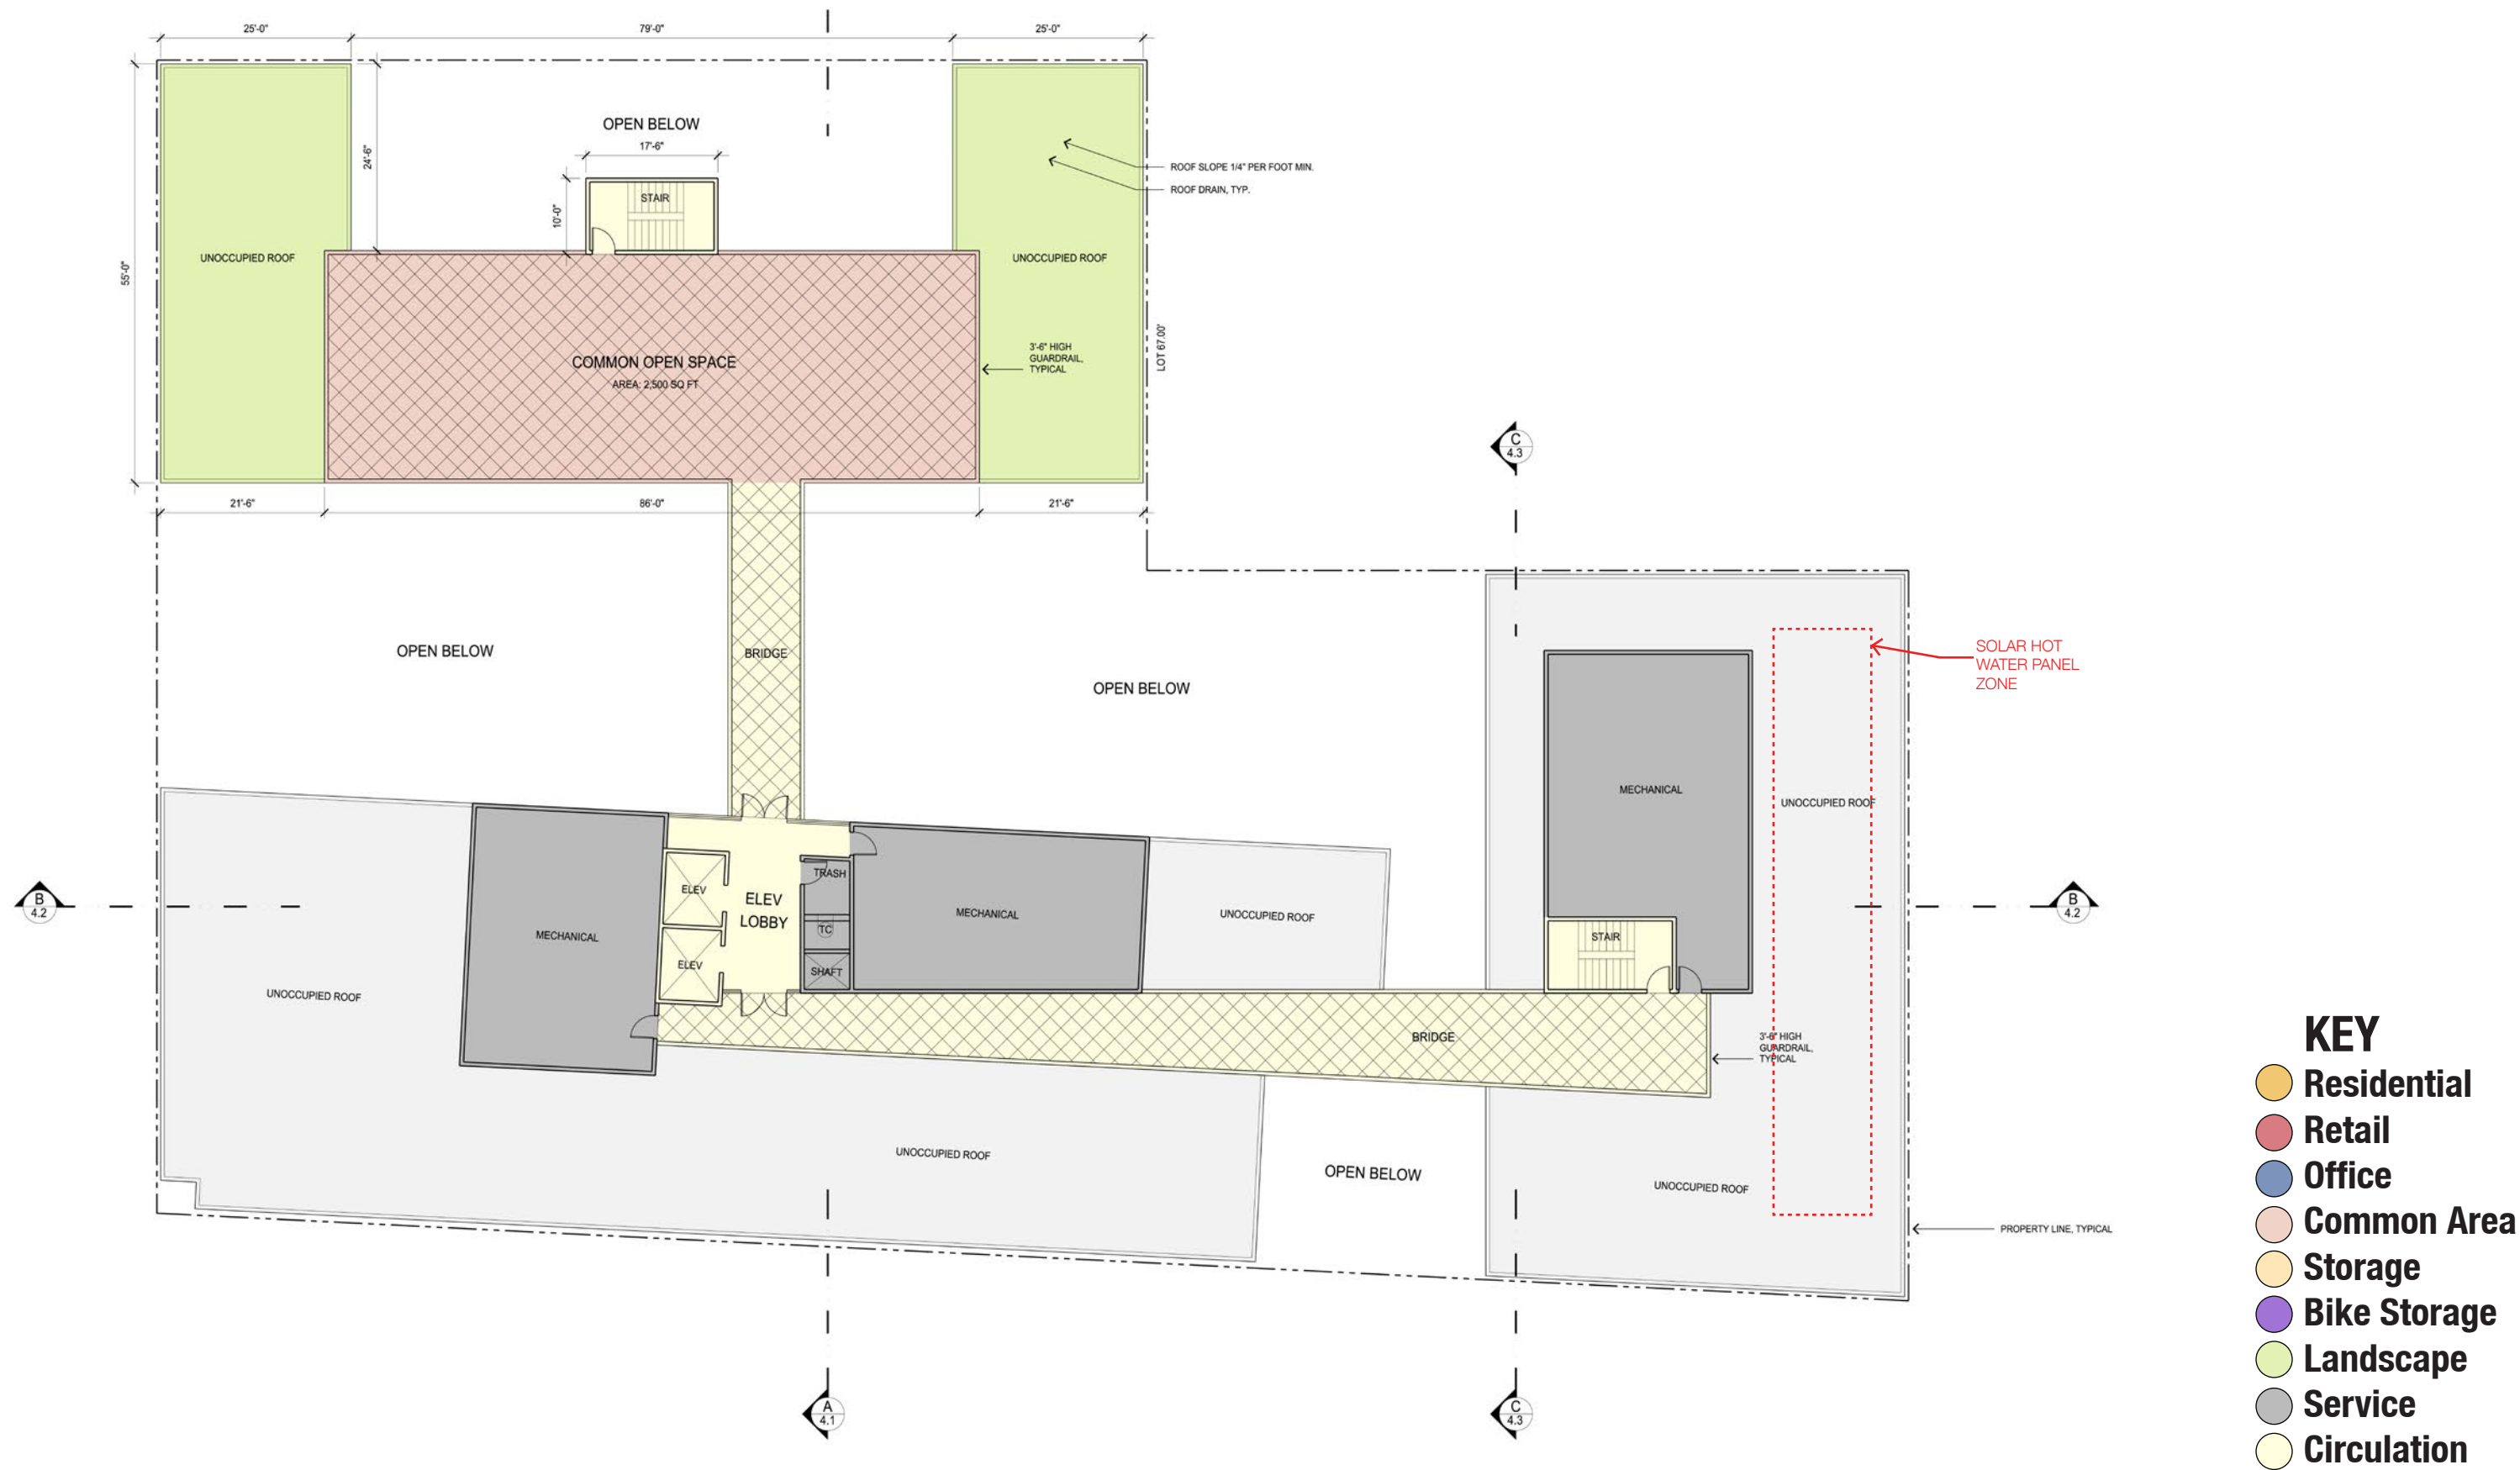 25'-0"
79'-0"
25'-0"
OPEN BELOW
17'-6"
24'-6"
10'-0"
STAIR
ROOF SLOPE 1/4" PER FOOT MIN.
ROOF DRAIN, TYP.
55'-0"
UNOCCUPIED ROOF
UNOCCUPIED ROOF
COMMON OPEN SPACE
AREA: 2,500 SQ FT
3'-6" HIGH
GUARDRAIL,
TYPICAL
LOT 67.00'
21'-6"
86'-0"
21'-6"
C
4.3
OPEN BELOW
BRIDGE
OPEN BELOW
SOLAR HOT
WATER PANEL
ZONE
MECHANICAL
UNOCCUPIED ROOF
B
4.2
ELEV
ELEV
LOBBY
TRASH
TC
SHAFT
ELEV
MECHANICAL
MECHANICAL
UNOCCUPIED ROOF
STAIR
B
4.2
UNOCCUPIED ROOF
BRIDGE
3'-6" HIGH
GUARDRAIL,
TYPICAL
UNOCCUPIED ROOF
OPEN BELOW
UNOCCUPIED ROOF
PROPERTY LINE, TYPICAL
A
4.1
C
4.3
KEY
Residential
Retail
Office
Common Area
Storage
Bike Storage
Landscape
Service
Circulation